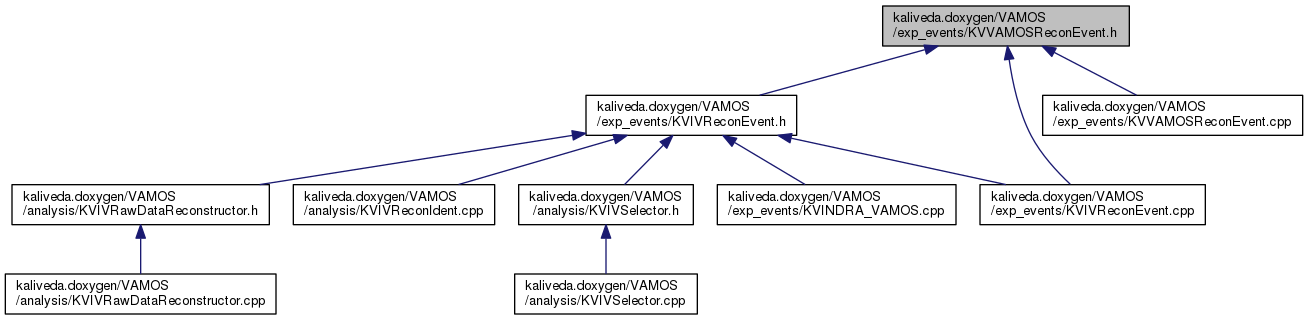 kaliveda.doxygen/VAMOS
/exp_events/KVVAMOSReconEvent.h
kaliveda.doxygen/VAMOS
/exp_events/KVIVReconEvent.h
kaliveda.doxygen/VAMOS
/exp_events/KVVAMOSReconEvent.cpp
kaliveda.doxygen/VAMOS
/analysis/KVIVRawDataReconstructor.h
kaliveda.doxygen/VAMOS
/analysis/KVIVReconIdent.cpp
kaliveda.doxygen/VAMOS
/analysis/KVIVSelector.h
kaliveda.doxygen/VAMOS
/exp_events/KVINDRA_VAMOS.cpp
kaliveda.doxygen/VAMOS
/exp_events/KVIVReconEvent.cpp
kaliveda.doxygen/VAMOS
/analysis/KVIVRawDataReconstructor.cpp
kaliveda.doxygen/VAMOS
/analysis/KVIVSelector.cpp